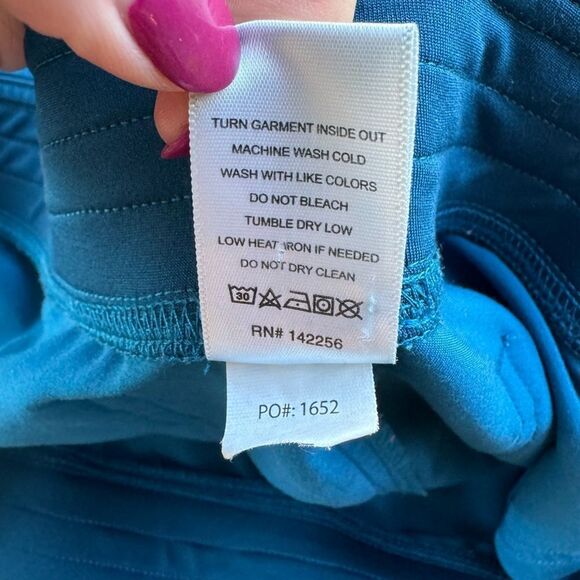 TURN GARMENT INSIDE OUT
MACHINE WASH COLD
WASH WITH LIKE COLORS
DO NOT BLEACH
TUMBLE DRY LOW
LOW HEAT IRON IF NEEDED
DO NOT DRY CLEAN
30
RN# 142256
PO#: 1652